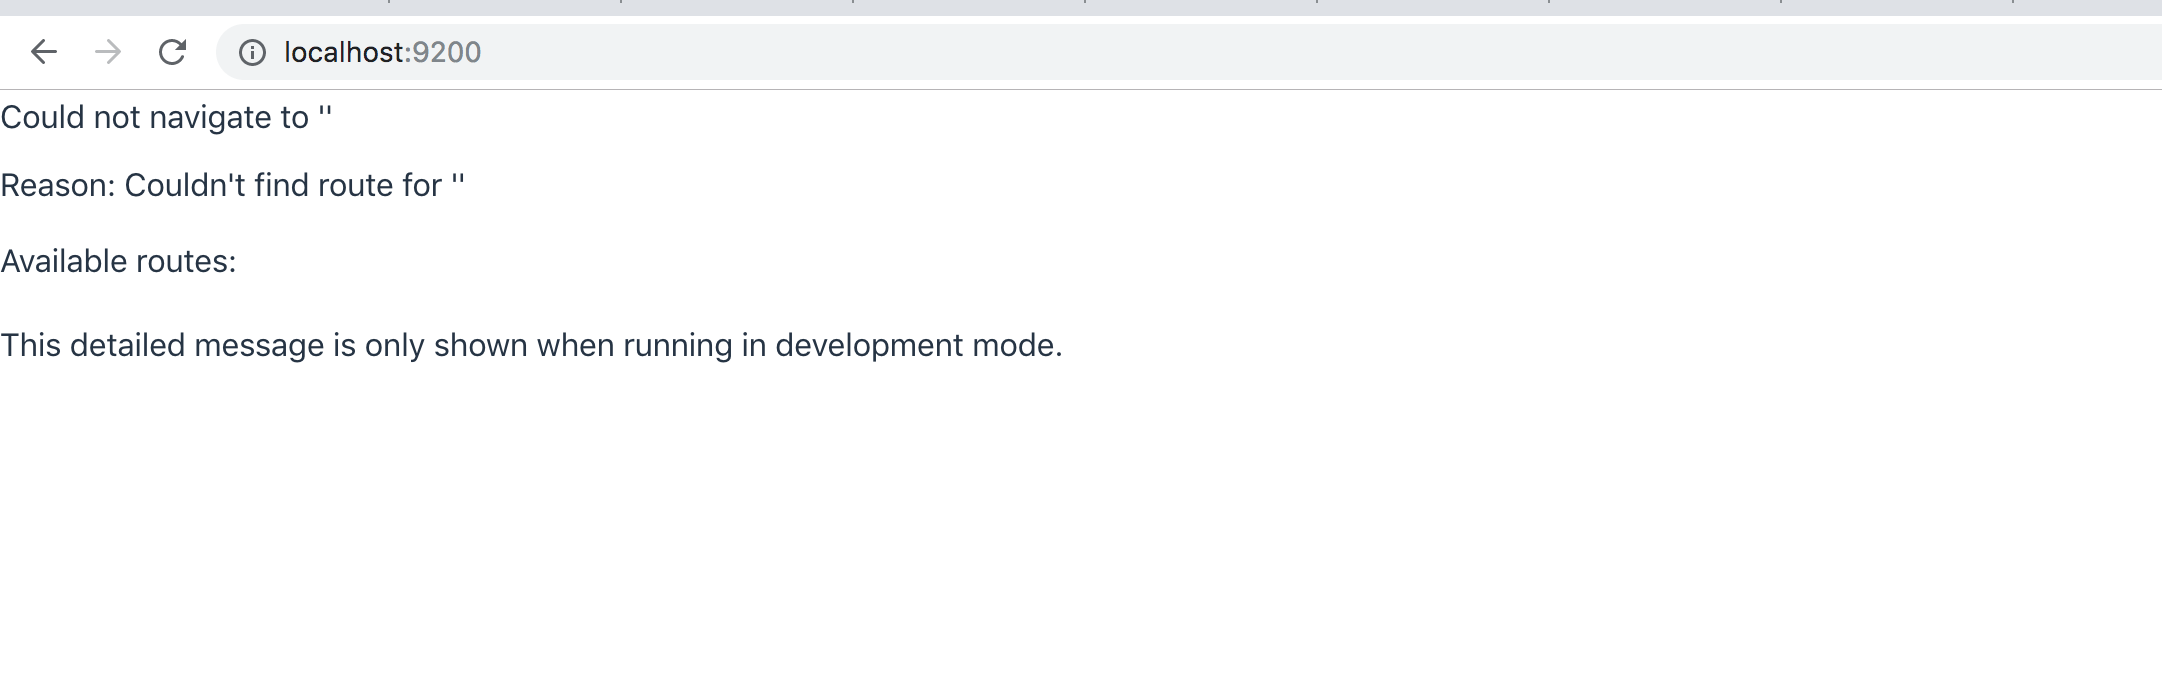 localhost:9200
Could not navigate to ''
Reason: Couldn't find route for ''
Available routes:
This detailed message is only shown when running in development mode.